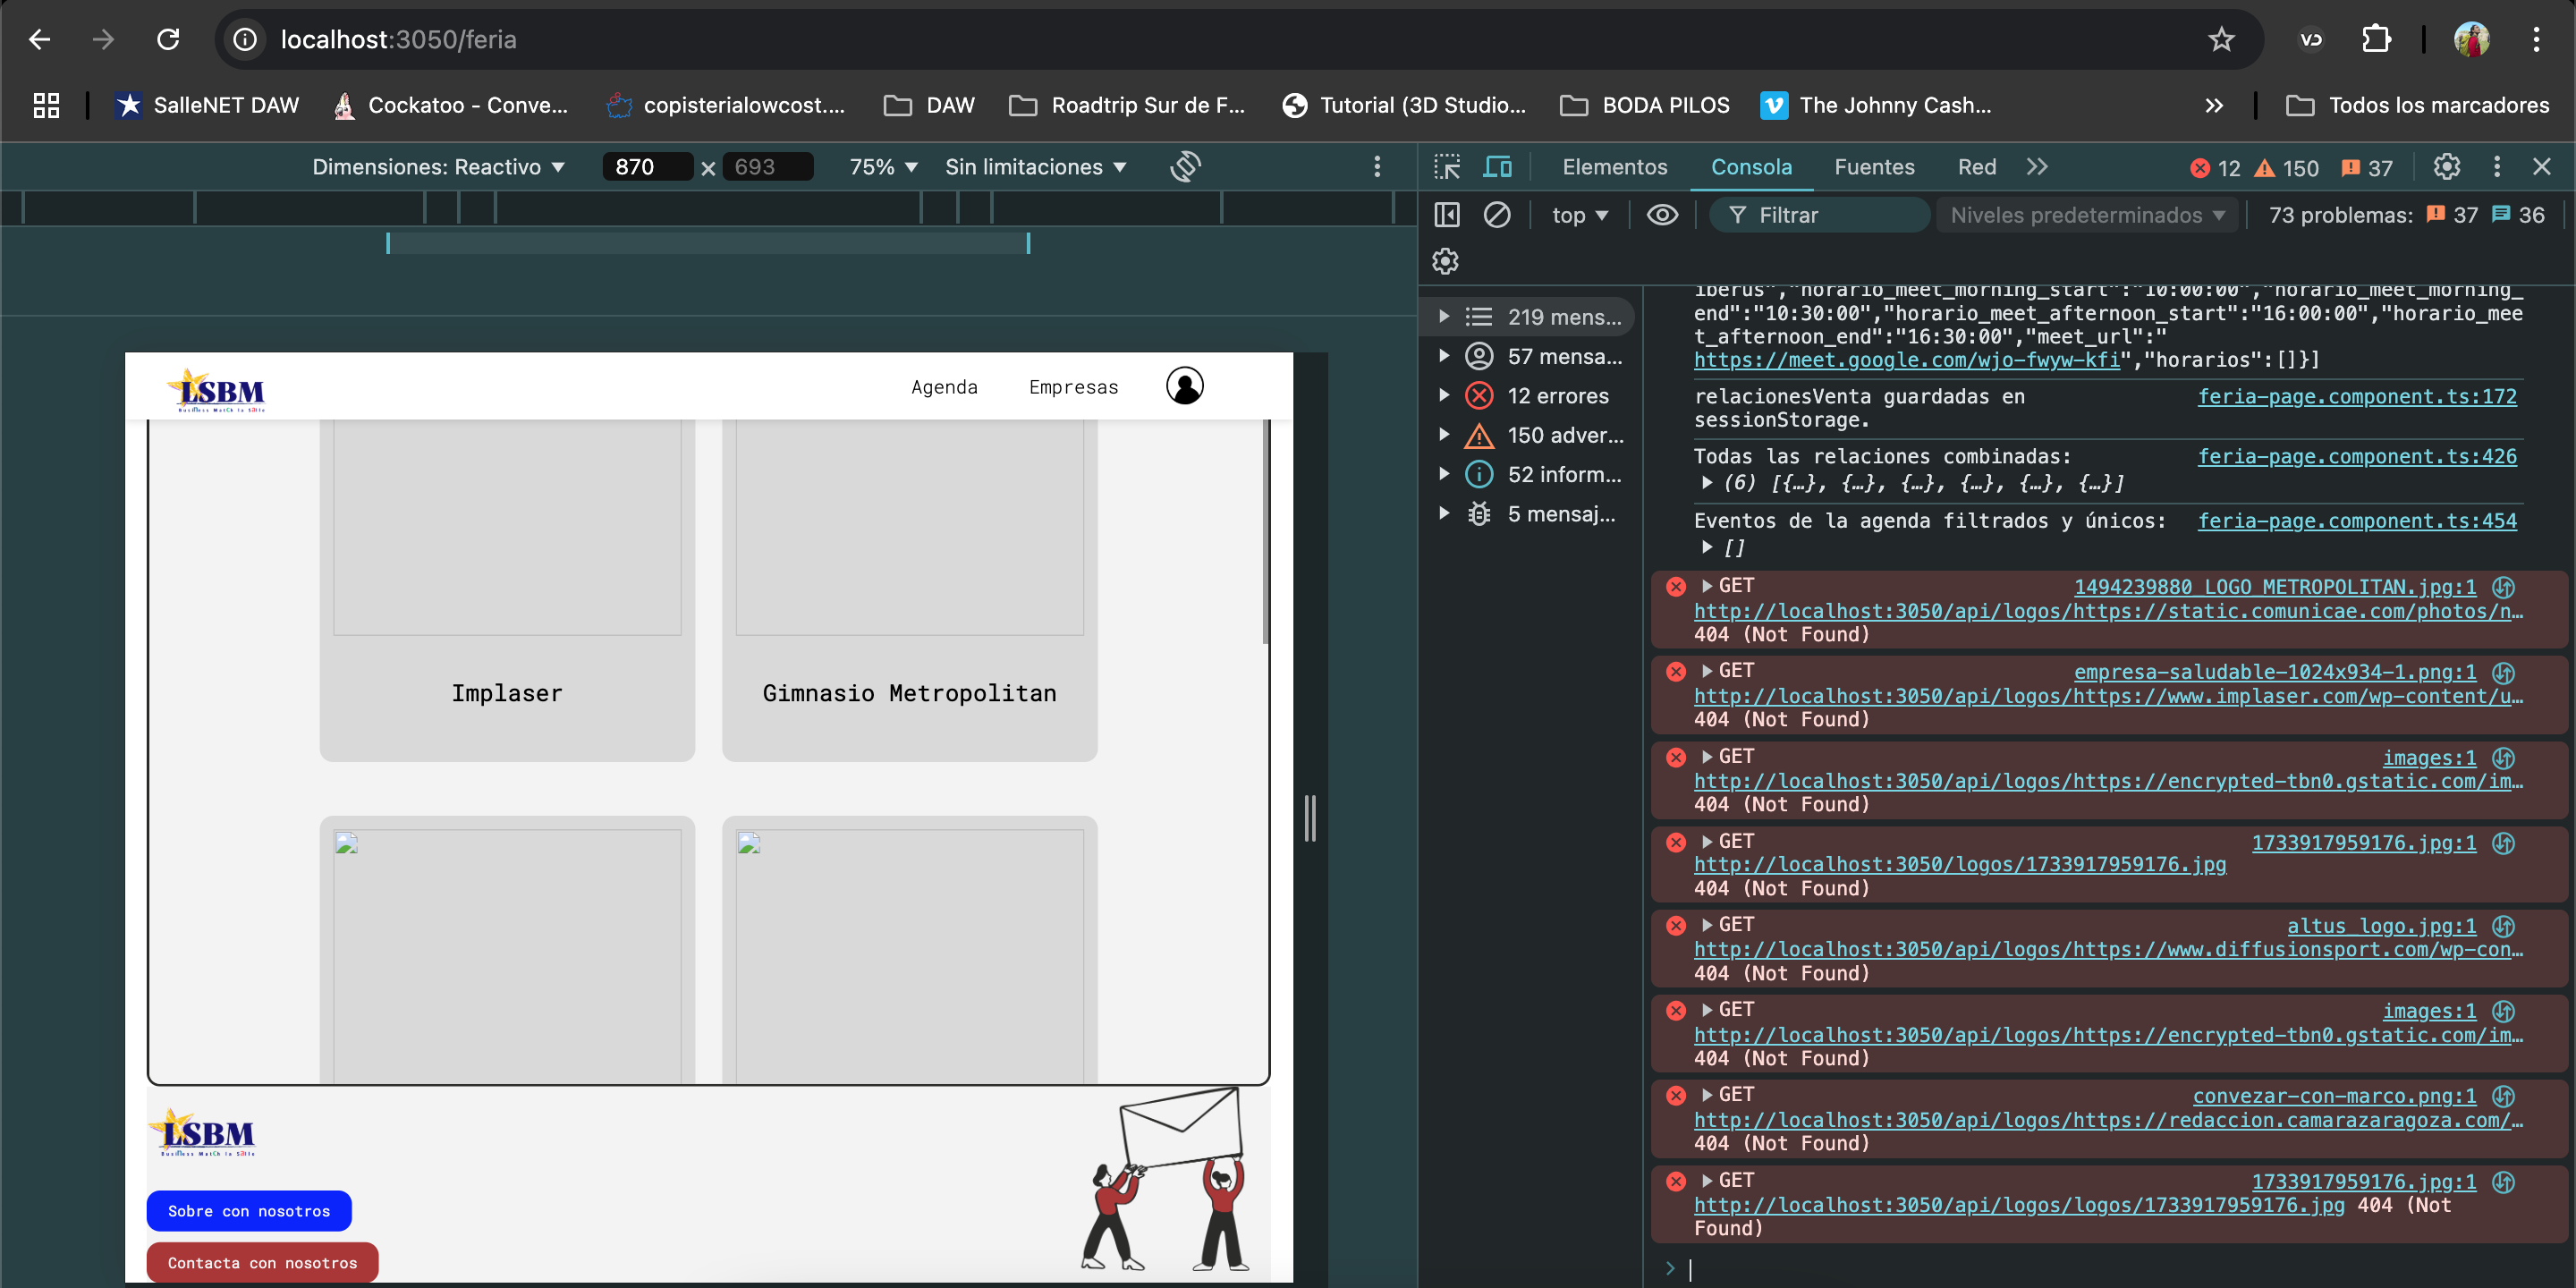 localhost:3050/feria
SalleNET DAW
Cockatoo - Conve...
copisterialowcost....
DAW
Roadtrip Sur de F...
Tutorial (3D Studio...
BODA PILOS
The Johnny Cash...
Todos los marcadores
Dimensiones: Reactivo
870 × 693
75%
Sin limitaciones
Elementos
Consola
Fuentes
Red
12
150
37
top
Filtrar
Niveles predeterminados
73 problemas: 37 36
219 mens...
57 mensa...
12 errores
150 adver...
52 inform...
5 mensaj...
LSBM
Business Match la Salle
Agenda
Empresas
Implaser
Gimnasio Metropolitan
LSBM
Business Match la Salle
Sobre con nosotros
Contacta con nosotros
iberus","horario_meet_morning_start":"10:00:00","horario_meet_morning_
end":"10:30:00","horario_meet_afternoon_start":"16:00:00","horario_mee
t_afternoon_end":"16:30:00","meet_url":"
https://meet.google.com/wjo-fwyw-kfi","horarios":[]}]
relacionesVenta guardadas en feria-page.component.ts:172
sessionStorage.
Todas las relaciones combinadas: feria-page.component.ts:426
(6) [{…}, {…}, {…}, {…}, {…}, {…}]
Eventos de la agenda filtrados y únicos: feria-page.component.ts:454
[]
GET 1494239880_LOGO_METROPOLITAN.jpg:1
http://localhost:3050/api/logos/https://static.comunicae.com/photos/n…
404 (Not Found)
GET empresa-saludable-1024x934-1.png:1
http://localhost:3050/api/logos/https://www.implaser.com/wp-content/u…
404 (Not Found)
GET images:1
http://localhost:3050/api/logos/https://encrypted-tbn0.gstatic.com/im…
404 (Not Found)
GET 1733917959176.jpg:1
http://localhost:3050/logos/1733917959176.jpg
404 (Not Found)
GET altus_logo.jpg:1
http://localhost:3050/api/logos/https://www.diffusionsport.com/wp-con…
404 (Not Found)
GET images:1
http://localhost:3050/api/logos/https://encrypted-tbn0.gstatic.com/im…
404 (Not Found)
GET convezar-con-marco.png:1
http://localhost:3050/api/logos/https://redaccion.camarazaragoza.com/…
404 (Not Found)
GET 1733917959176.jpg:1
http://localhost:3050/api/logos/logos/1733917959176.jpg 404 (Not
Found)